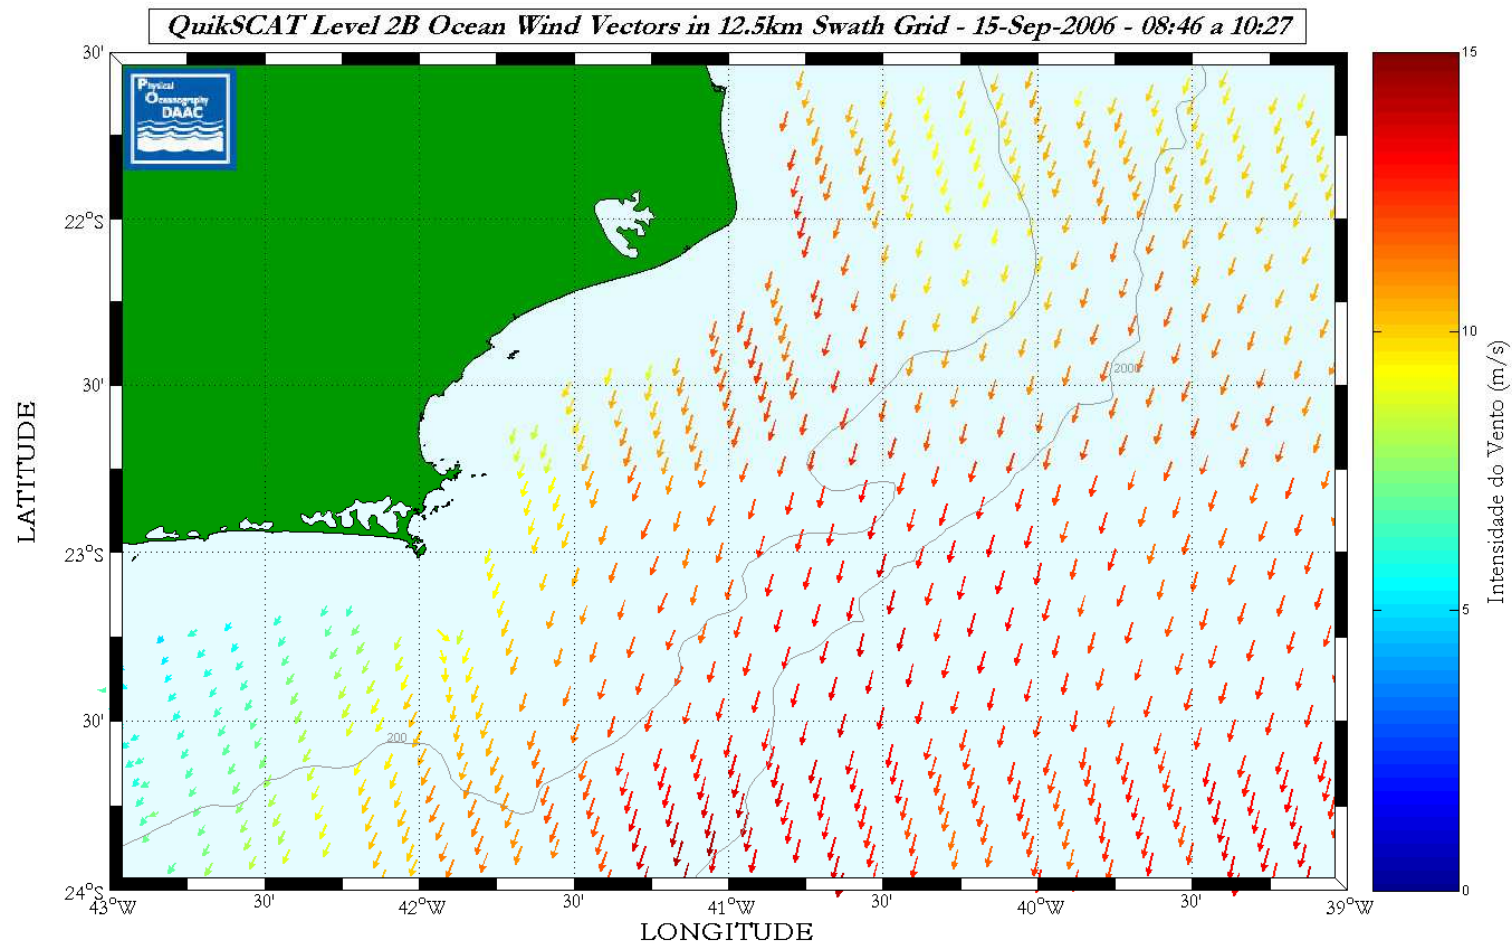 QuikSCAT Level 2B Ocean Wind Vectors in 12.5km Swath Grid - 15-Sep-2006 - 08:46 a 10:27
Physical
Oceanography
DAAC
30'
22°S
30'
23°S
30'
24°S
LATITUDE
43°W
30'
42°W
30'
41°W
30'
40°W
30'
39°W
LONGITUDE
2000
200
15
10
5
0
Intensidade do Vento (m/s)